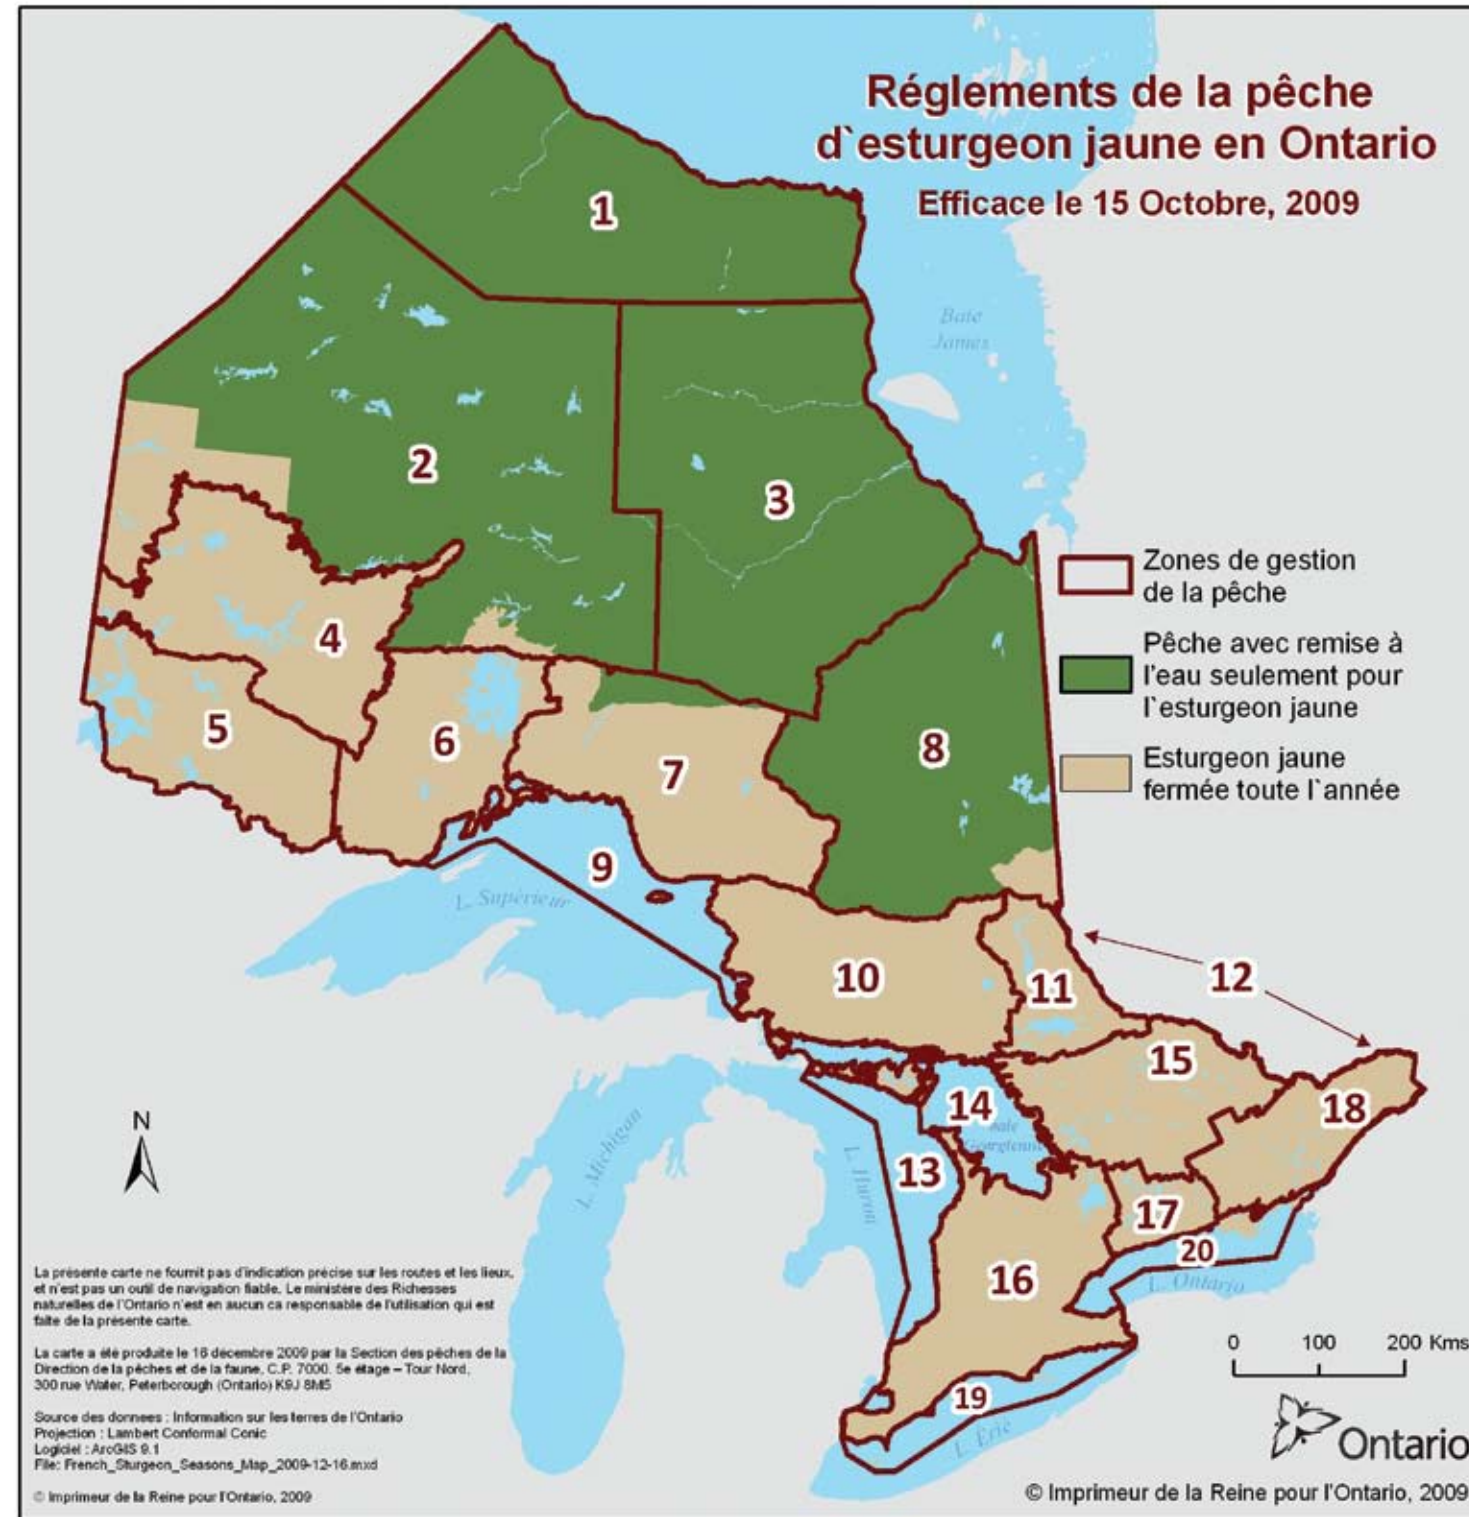 Réglements de la pêche
d`esturgeon jaune en Ontario
Efficace le 15 Octobre, 2009
1
Baie
James
2
3
Zones de gestion
de la pêche
Pêche avec remise à
l'eau seulement pour
l`esturgeon jaune
Esturgeon jaune
fermée toute l`année
4
5
6
7
8
9
L. Supérieur
10
11
12
15
14
Baie
Georgienne
18
13
L. Michigan
L. Huron
17
20
16
L. Ontario
19
L. Érié
N
La présente carte ne fournit pas d'indication précise sur les routes et les lieux,
et n'est pas un outil de navigation fiable. Le ministère des Richesses
naturelles de l'Ontario n'est en aucun ca responsable de l'utilisation qui est
faite de la présente carte.
La carte a été produite le 16 décembre 2009 par la Section des pêches de la
Direction de la pêches et de la faune, C.P. 7000. 5e étage – Tour Nord,
300 rue Water, Peterborough (Ontario) K9J 8M5
Source des donnees : Information sur les terres de l'Ontario
Projection : Lambert Conformal Conic
Logiciel : ArcGIS 9.1
File: French_Sturgeon_Seasons_Map_2009-12-16.mxd
© Imprimeur de la Reine pour l'Ontario, 2009
0 100 200 Kms
Ontario
© Imprimeur de la Reine pour l'Ontario, 2009